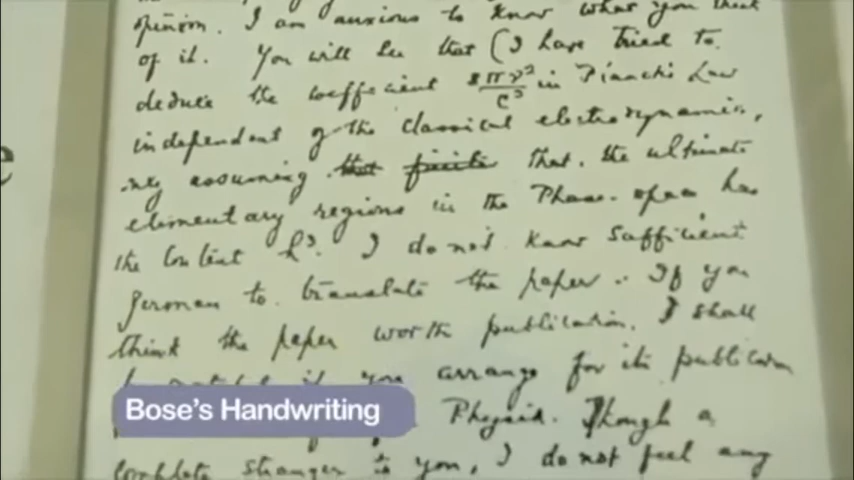 opinion. I am anxious to know what you think
of it. You will see that I have tried to
deduce the coefficient 8πν²/c³ in Planck's Law
independent of the classical electrodynamics,
only assuming that finite that the ultimate
elementary regions in the Phase-space has
the content h³. I do not know sufficient
German to translate the paper. If you
think the paper worth publication. I shall
you arrange for its publication
Bose's Handwriting
Physik. Though a
complete stranger to you, I do not feel any
e